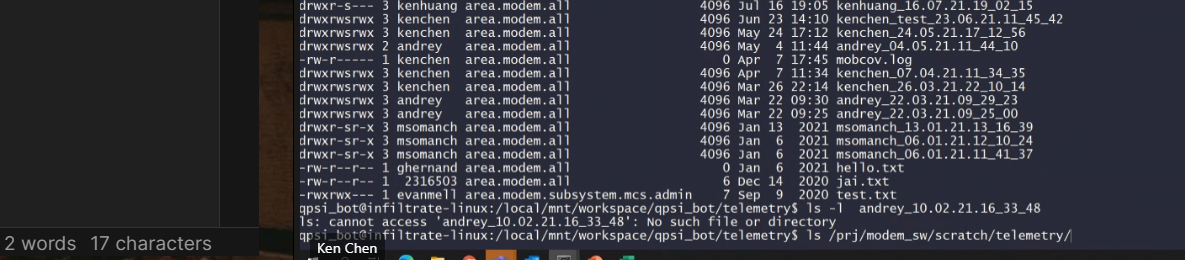 drwxr-s--- 3 kenhuang area.modem.all 4096 Jul 16 19:05 kenhuang_16.07.21.19_02_15
drwxrwsrwx 3 kenchen area.modem.all 4096 Jun 23 14:10 kenchen_test_23.06.21.11_45_42
drwxrwsrwx 3 kenchen area.modem.all 4096 May 24 17:12 kenchen_24.05.21.17_12_56
drwxrwsrwx 2 andrey area.modem.all 4096 May 4 11:44 andrey_04.05.21.11_44_10
-rw-r----- 1 kenchen area.modem.all 0 Apr 7 17:45 mobcov.log
drwxrwsrwx 3 kenchen area.modem.all 4096 Apr 7 11:34 kenchen_07.04.21.11_34_35
drwxrwsrwx 3 kenchen area.modem.all 4096 Mar 26 22:14 kenchen_26.03.21.22_10_14
drwxrwsrwx 3 andrey area.modem.all 4096 Mar 22 09:30 andrey_22.03.21.09_29_23
drwxrwsrwx 3 andrey area.modem.all 4096 Mar 22 09:25 andrey_22.03.21.09_25_00
drwxr-sr-x 3 msomanch area.modem.all 4096 Jan 13 2021 msomanch_13.01.21.13_16_39
drwxr-sr-x 3 msomanch area.modem.all 4096 Jan 6 2021 msomanch_06.01.21.12_10_24
drwxr-sr-x 3 msomanch area.modem.all 4096 Jan 6 2021 msomanch_06.01.21.11_41_37
-rw-r--r-- 1 ghernand area.modem.all 0 Jan 6 2021 hello.txt
-rw-r--r-- 1 2316503 area.modem.all 6 Dec 14 2020 jai.txt
-rwxrwx--- 1 evanmell area.modem.subsystem.mcs.admin 7 Sep 9 2020 test.txt
qpsi_bot@infiltrate-linux:/local/mnt/workspace/qpsi_bot/telemetry$ ls -l andrey_10.02.21.16_33_48
ls: cannot access 'andrey_10.02.21.16_33_48': No such file or directory
qpsi_bot@infiltrate-linux:/local/mnt/workspace/qpsi_bot/telemetry$ ls /prj/modem_sw/scratch/telemetry/
2 words 17 characters
Ken Chen